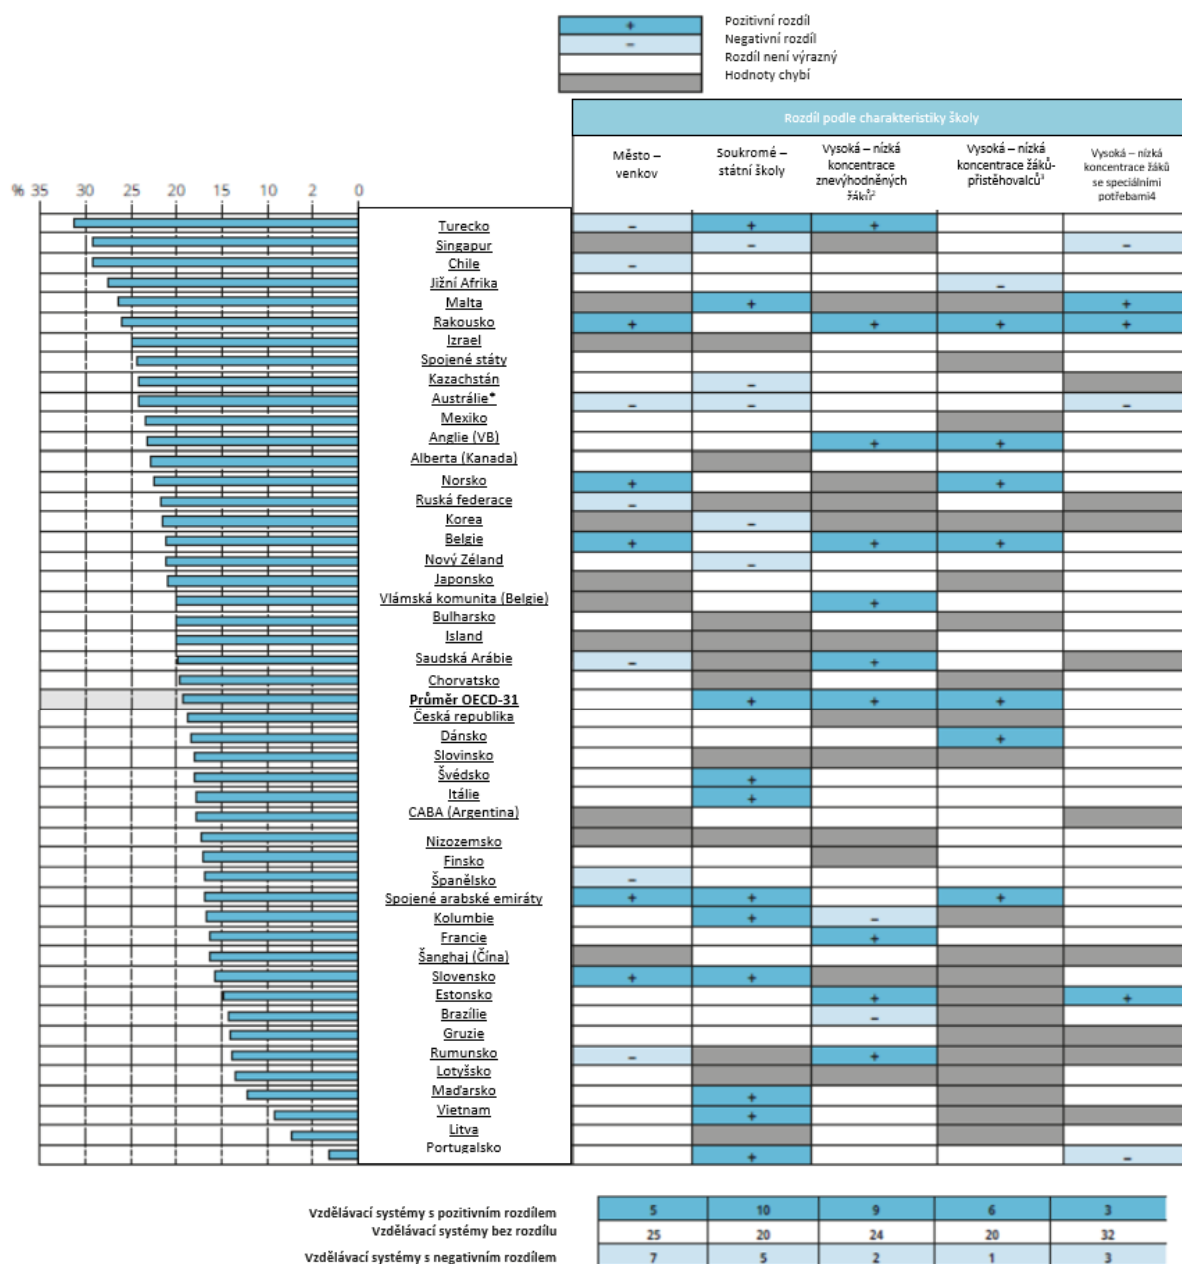 + Pozitivní rozdíl
– Negativní rozdíl
Rozdíl není výrazný
Hodnoty chybí
Rozdíl podle charakteristiky školy
Město – venkov
Soukromé – státní školy
Vysoká – nízká koncentrace znevýhodněných žáků²
Vysoká – nízká koncentrace žáků-přistěhovalců³
Vysoká – nízká koncentrace žáků se speciálními potřebami4
% 35 30 25 20 15 10 2 0
Turecko – + +
Singapur – –
Chile –
Jižní Afrika –
Malta + +
Rakousko + + + +
Izrael
Spojené státy
Kazachstán –
Austrálie* – – –
Mexiko
Anglie (VB) + +
Alberta (Kanada)
Norsko + +
Ruská federace –
Korea –
Belgie + + +
Nový Zéland –
Japonsko
Vlámská komunita (Belgie) +
Bulharsko
Island
Saudská Arábie – +
Chorvatsko
Průměr OECD-31 + + +
Česká republika
Dánsko +
Slovinsko
Švédsko +
Itálie +
CABA (Argentina)
Nizozemsko
Finsko
Španělsko –
Spojené arabské emiráty + + +
Kolumbie + –
Francie +
Šanghaj (Čína)
Slovensko + +
Estonsko + +
Brazílie –
Gruzie
Rumunsko – +
Lotyšsko
Maďarsko +
Vietnam +
Litva
Portugalsko + –
Vzdělávací systémy s pozitivním rozdílem 5 10 9 6 3
Vzdělávací systémy bez rozdílu 25 20 24 20 32
Vzdělávací systémy s negativním rozdílem 7 5 2 1 3